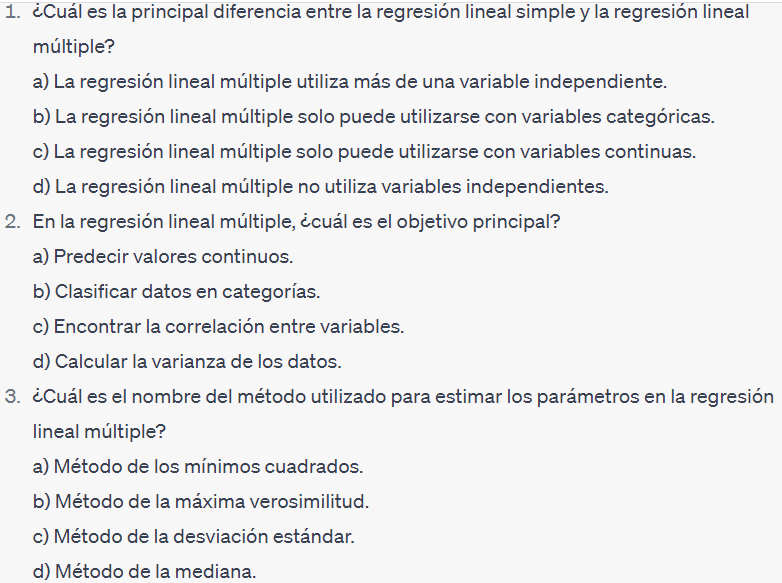 1. ¿Cuál es la principal diferencia entre la regresión lineal simple y la regresión lineal
múltiple?
a) La regresión lineal múltiple utiliza más de una variable independiente.
b) La regresión lineal múltiple solo puede utilizarse con variables categóricas.
c) La regresión lineal múltiple solo puede utilizarse con variables continuas.
d) La regresión lineal múltiple no utiliza variables independientes.
2. En la regresión lineal múltiple, ¿cuál es el objetivo principal?
a) Predecir valores continuos.
b) Clasificar datos en categorías.
c) Encontrar la correlación entre variables.
d) Calcular la varianza de los datos.
3. ¿Cuál es el nombre del método utilizado para estimar los parámetros en la regresión
lineal múltiple?
a) Método de los mínimos cuadrados.
b) Método de la máxima verosimilitud.
c) Método de la desviación estándar.
d) Método de la mediana.